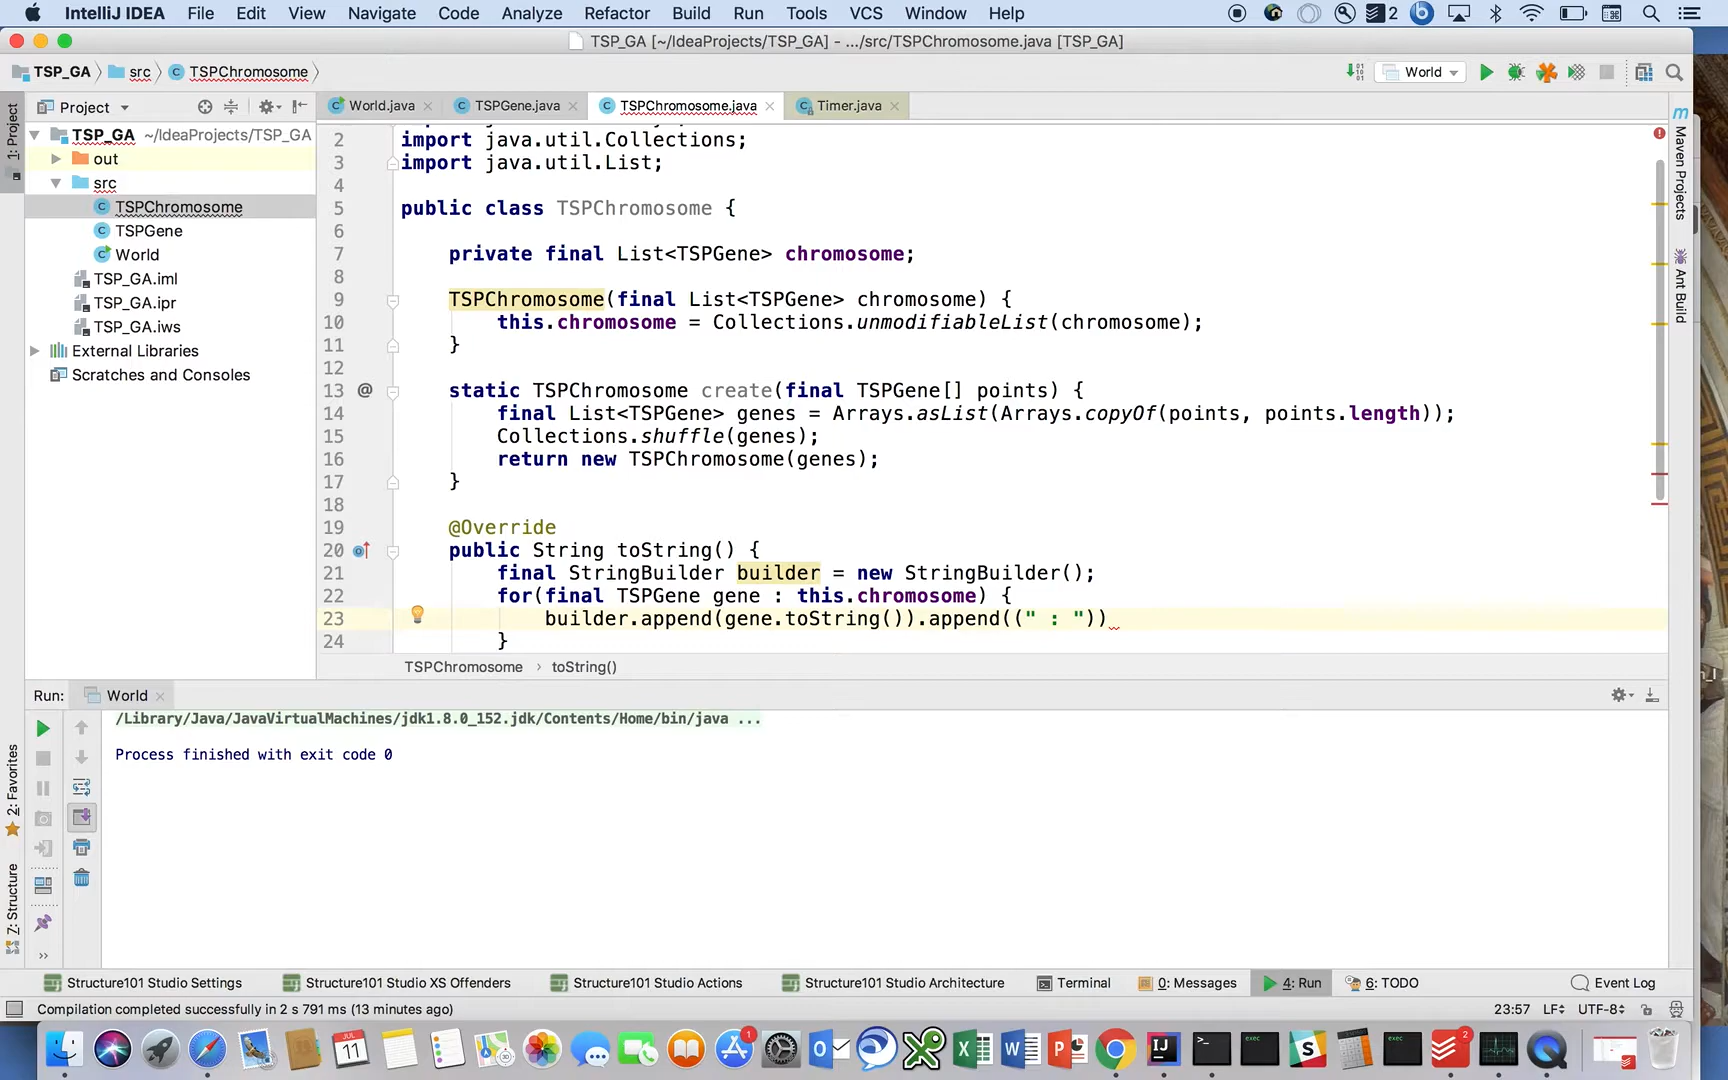 IntelliJ IDEA File Edit View Navigate Code Analyze Refactor Build Run Tools VCS Window Help 2
TSP_GA [~/IdeaProjects/TSP_GA] - .../src/TSPChromosome.java [TSP_GA]
TSP_GA src TSPChromosome World
Project World.java TSPGene.java TSPChromosome.java Timer.java
1: Project
TSP_GA ~/IdeaProjects/TSP_GA
out
src
TSPChromosome
TSPGene
World
TSP_GA.iml
TSP_GA.ipr
TSP_GA.iws
External Libraries
Scratches and Consoles
2 import java.util.Collections;
3 import java.util.List;
4
5 public class TSPChromosome {
6
7 private final List<TSPGene> chromosome;
8
9 TSPChromosome(final List<TSPGene> chromosome) {
10 this.chromosome = Collections.unmodifiableList(chromosome);
11 }
12
13 @ static TSPChromosome create(final TSPGene[] points) {
14 final List<TSPGene> genes = Arrays.asList(Arrays.copyOf(points, points.length));
15 Collections.shuffle(genes);
16 return new TSPChromosome(genes);
17 }
18
19 @Override
20 public String toString() {
21 final StringBuilder builder = new StringBuilder();
22 for(final TSPGene gene : this.chromosome) {
23 builder.append(gene.toString()).append((" : "))
24 }
TSPChromosome › toString()
Maven Projects
Ant Build
Run: World
/Library/Java/JavaVirtualMachines/jdk1.8.0_152.jdk/Contents/Home/bin/java ...
Process finished with exit code 0
2: Favorites
Z: Structure
Structure101 Studio Settings Structure101 Studio XS Offenders Structure101 Studio Actions Structure101 Studio Architecture Terminal 0: Messages 4: Run 6: TODO Event Log
Compilation completed successfully in 2 s 791 ms (13 minutes ago) 23:57 LF UTF-8
JUL
11
1
2
exec
exec